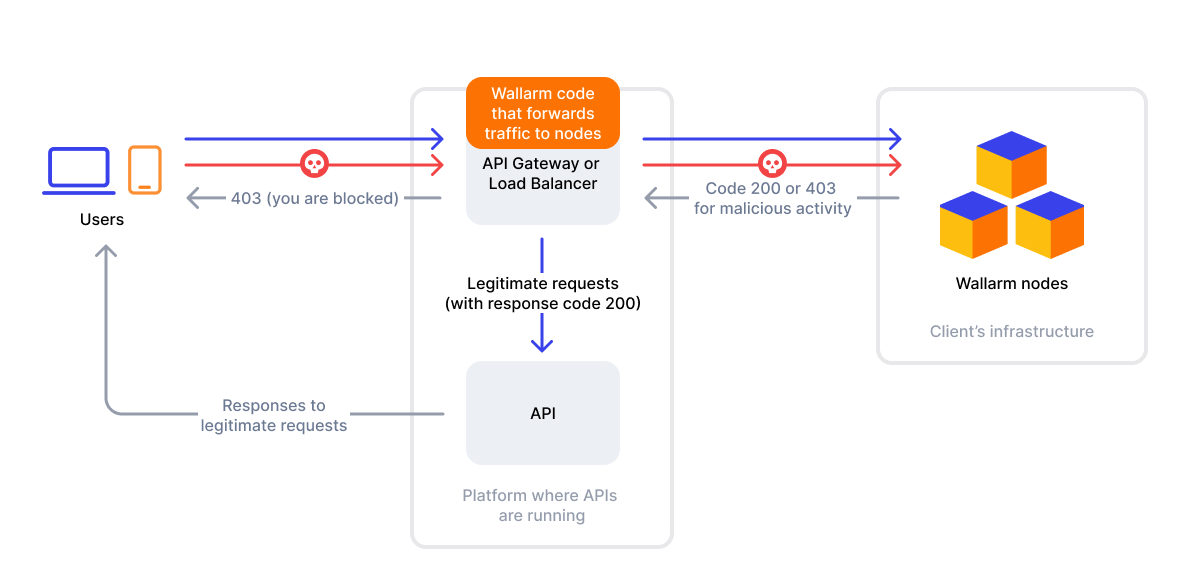 Wallarm code
that forwards
traffic to nodes
API Gateway or
Load Balancer
Users
403 (you are blocked)
Code 200 or 403
for malicious activity
Legitimate requests
(with response code 200)
Wallarm nodes
Client's infrastructure
API
Responses to
legitimate requests
Platform where APIs
are running